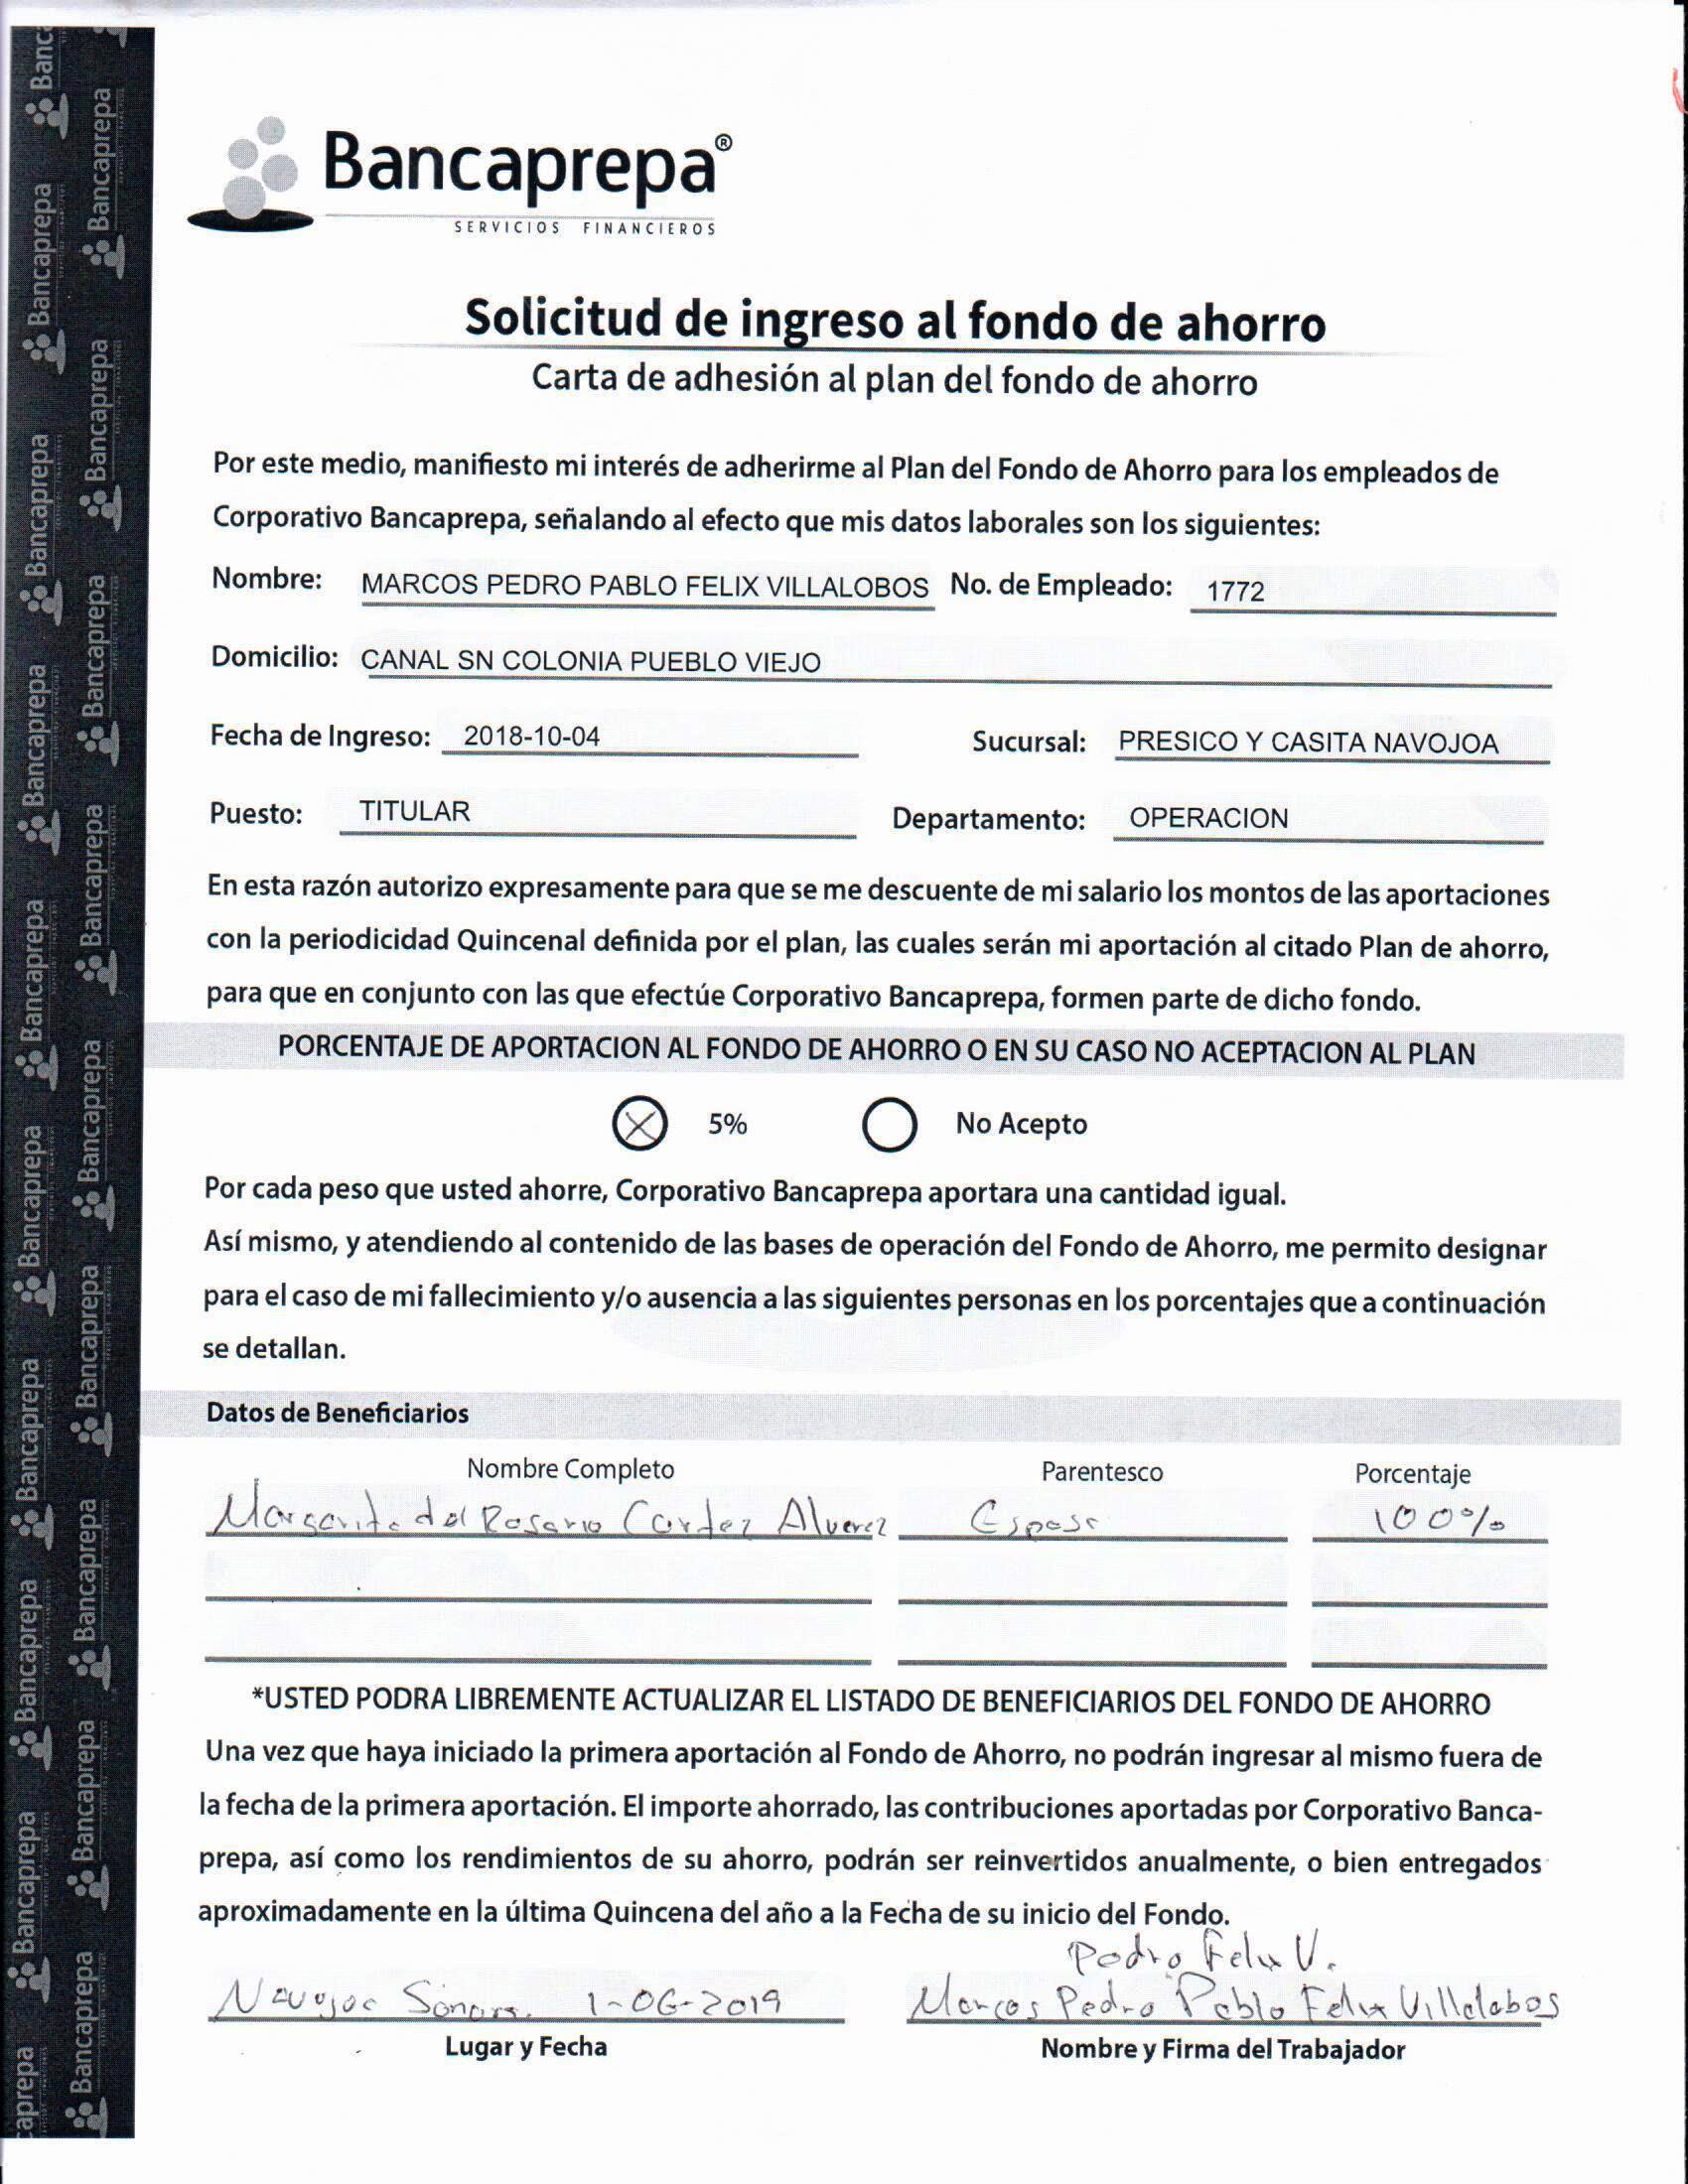 Bancaprepa®
SERVICIOS FINANCIEROS
Solicitud de ingreso al fondo de ahorro
Carta de adhesión al plan del fondo de ahorro
Por este medio, manifiesto mi interés de adherirme al Plan del Fondo de Ahorro para los empleados de
Corporativo Bancaprepa, señalando al efecto que mis datos laborales son los siguientes:
Nombre: MARCOS PEDRO PABLO FELIX VILLALOBOS No. de Empleado: 1772
Domicilio: CANAL SN COLONIA PUEBLO VIEJO
Fecha de Ingreso: 2018-10-04 Sucursal: PRESICO Y CASITA NAVOJOA
Puesto: TITULAR Departamento: OPERACION
En esta razón autorizo expresamente para que se me descuente de mi salario los montos de las aportaciones
con la periodicidad Quincenal definida por el plan, las cuales serán mi aportación al citado Plan de ahorro,
para que en conjunto con las que efectúe Corporativo Bancaprepa, formen parte de dicho fondo.
PORCENTAJE DE APORTACION AL FONDO DE AHORRO O EN SU CASO NO ACEPTACION AL PLAN
5% No Acepto
Por cada peso que usted ahorre, Corporativo Bancaprepa aportara una cantidad igual.
Así mismo, y atendiendo al contenido de las bases de operación del Fondo de Ahorro, me permito designar
para el caso de mi fallecimiento y/o ausencia a las siguientes personas en los porcentajes que a continuación
se detallan.
Datos de Beneficiarios
Nombre Completo Parentesco Porcentaje
Margarita del Rosario Cortez Alvarez Esposa 100%
*USTED PODRA LIBREMENTE ACTUALIZAR EL LISTADO DE BENEFICIARIOS DEL FONDO DE AHORRO
Una vez que haya iniciado la primera aportación al Fondo de Ahorro, no podrán ingresar al mismo fuera de
la fecha de la primera aportación. El importe ahorrado, las contribuciones aportadas por Corporativo Banca-
prepa, así como los rendimientos de su ahorro, podrán ser reinvertidos anualmente, o bien entregados
aproximadamente en la última Quincena del año a la Fecha de su inicio del Fondo.
Pedro Felix V.
Navojoa Sonora. 1-06-2019 Marcos Pedro Pablo Felix Villalobos
Lugar y Fecha Nombre y Firma del Trabajador